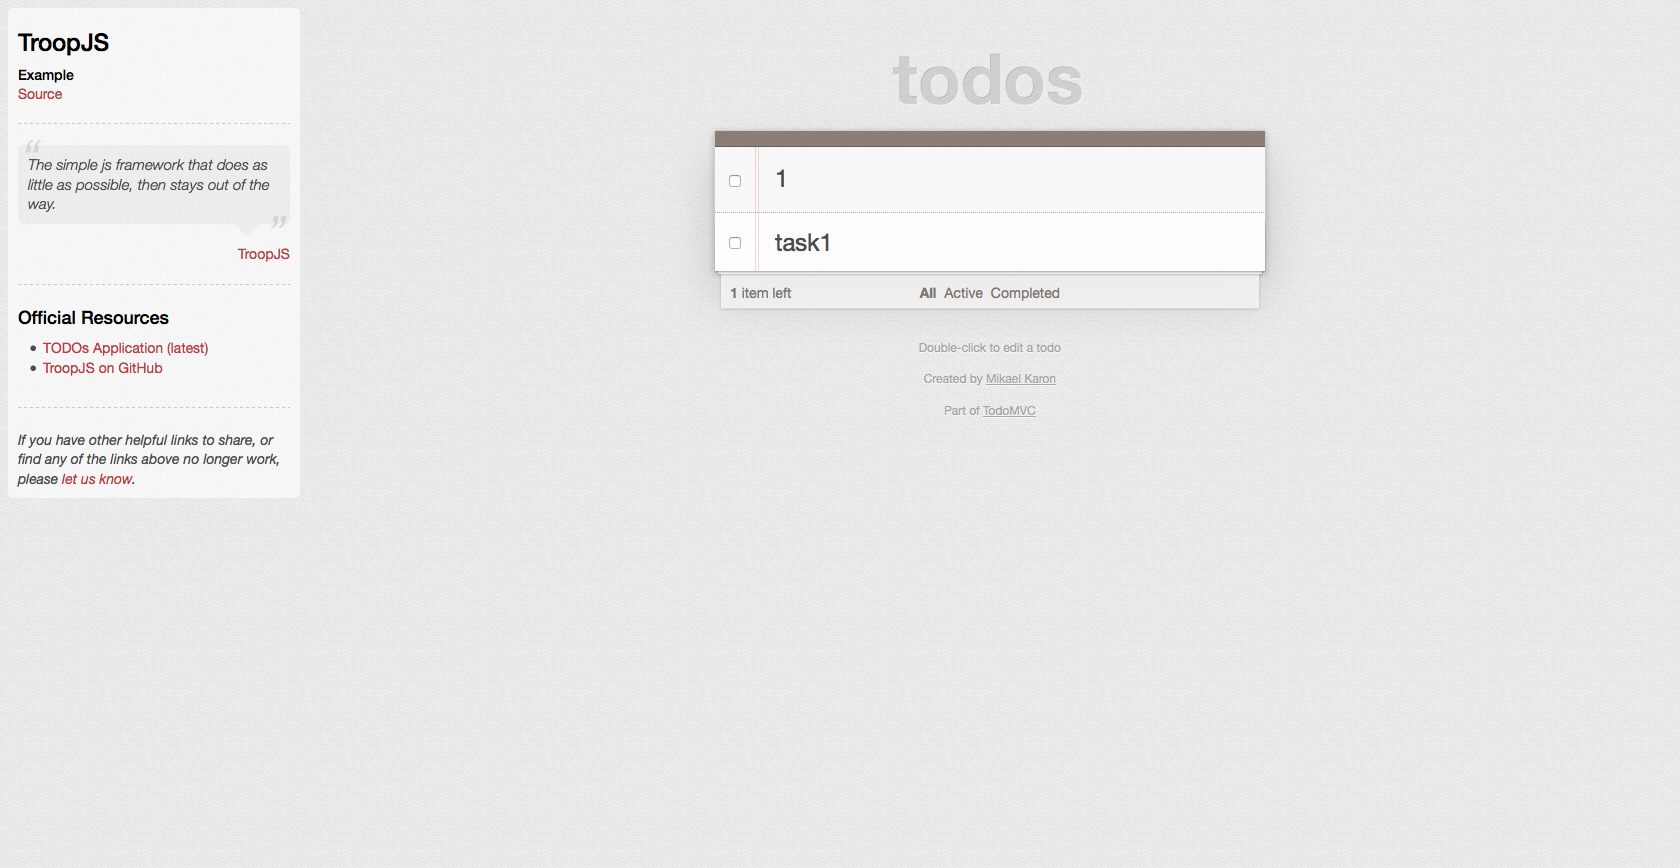 TroopJS
Example
Source
“
The simple js framework that does as
little as possible, then stays out of the
way.
”
TroopJS
Official Resources
• TODOs Application (latest)
• TroopJS on GitHub
If you have other helpful links to share, or
find any of the links above no longer work,
please let us know.
todos
1
task1
1 item left All Active Completed
Double-click to edit a todo
Created by Mikael Karon
Part of TodoMVC